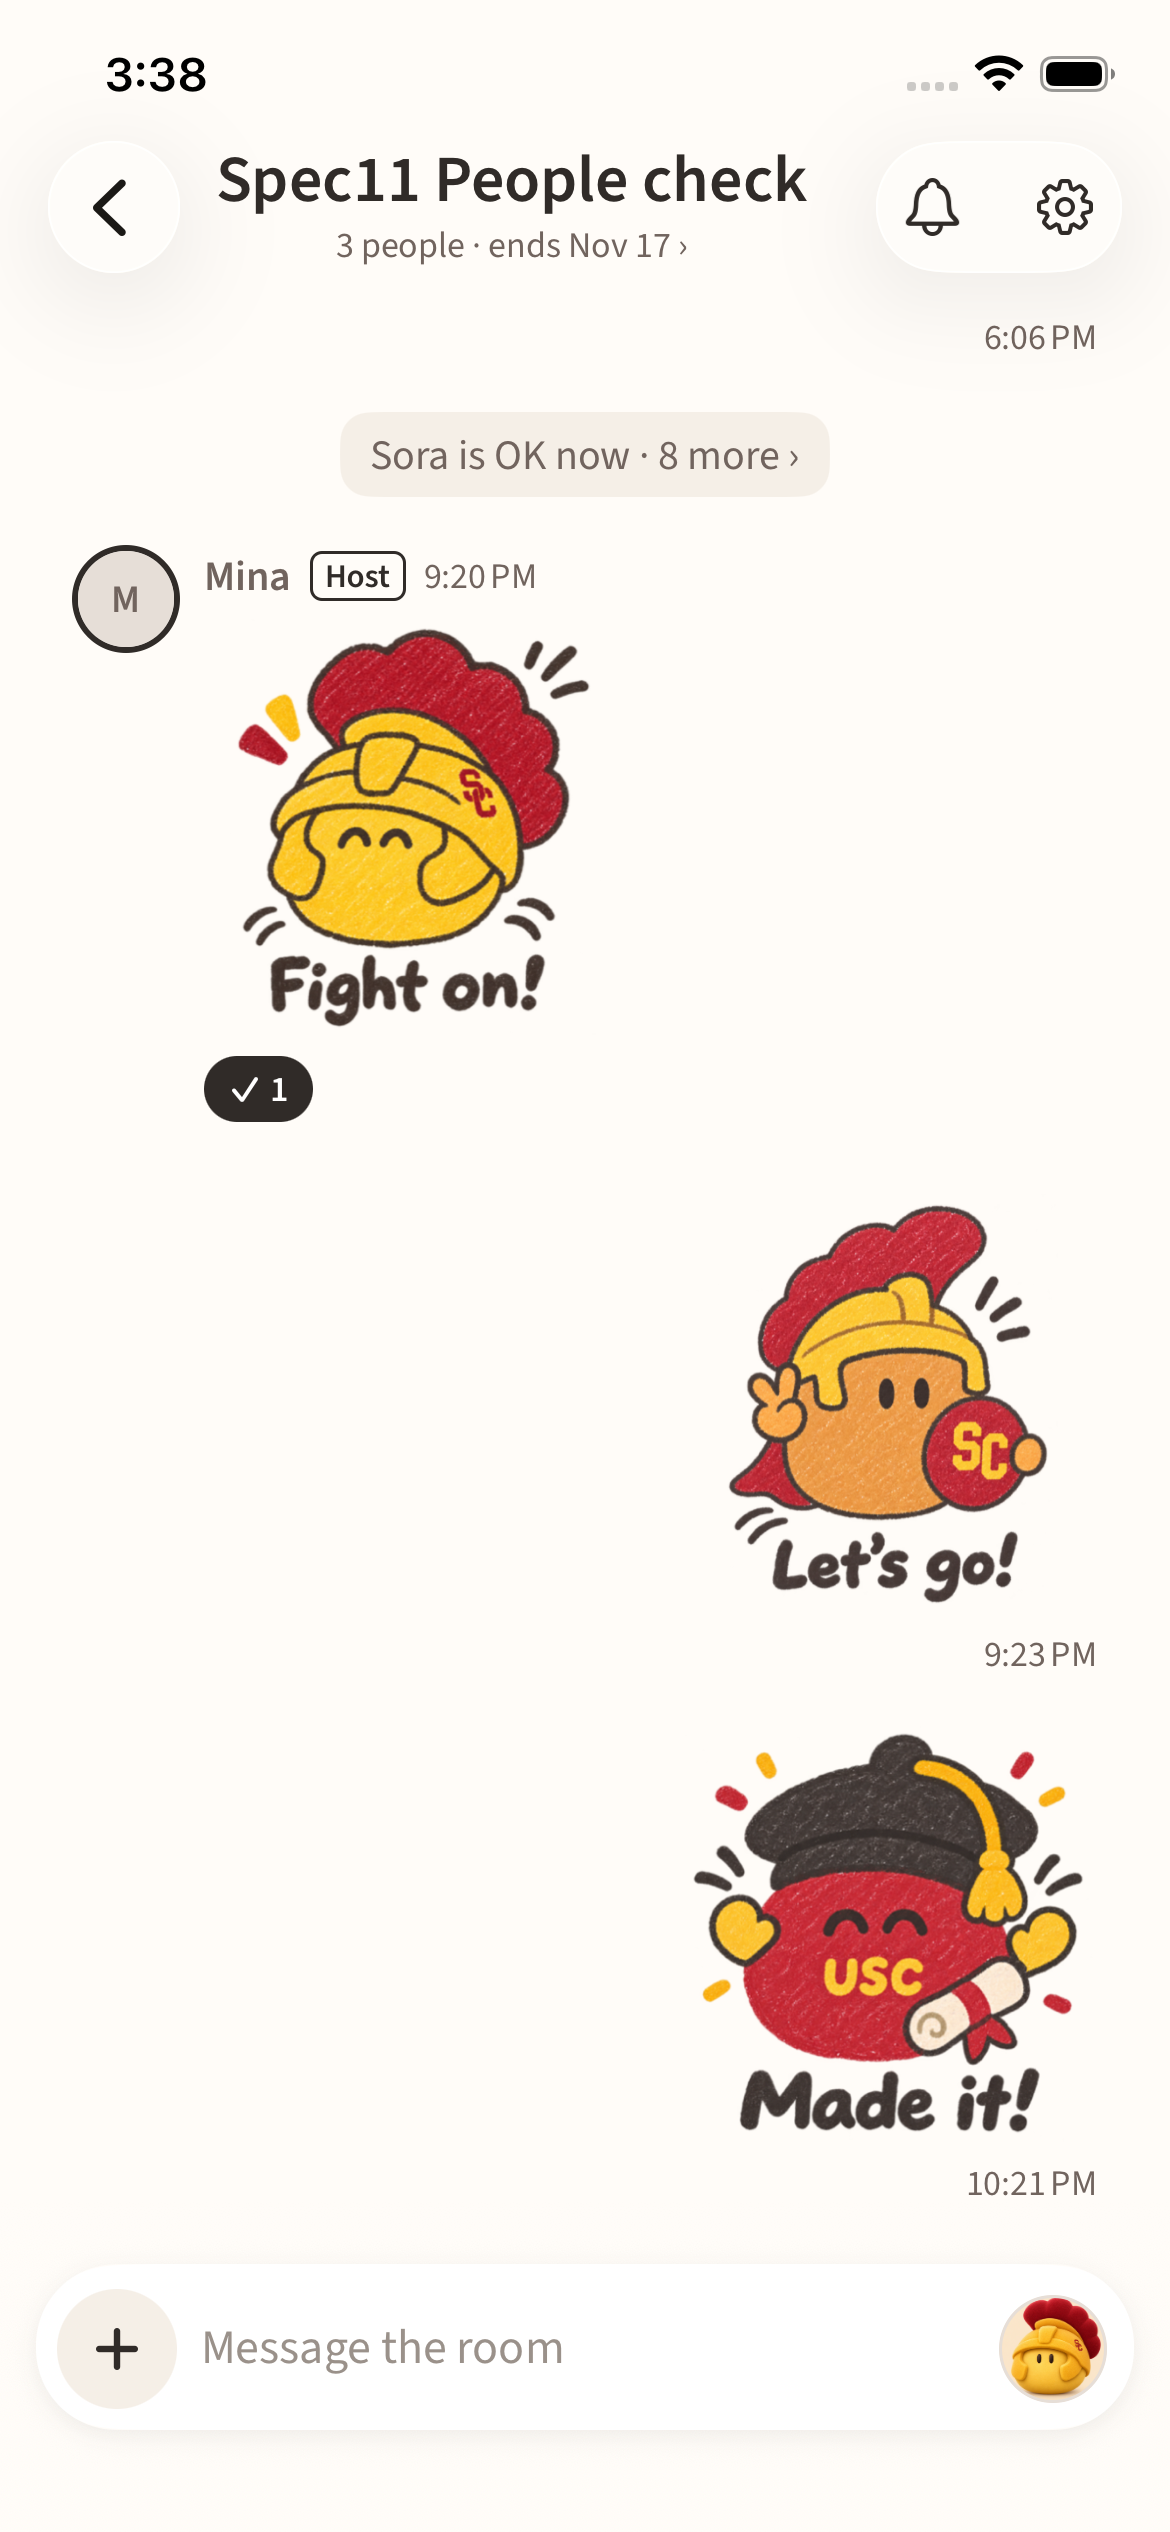 3:38
Spec11 People check
3 people · ends Nov 17 ›
6:06 PM
Sora is OK now · 8 more ›
M
Mina Host 9:20 PM
SC
Fight on!
✓ 1
SC
Let's go!
9:23 PM
USC
Made it!
10:21 PM
Message the room